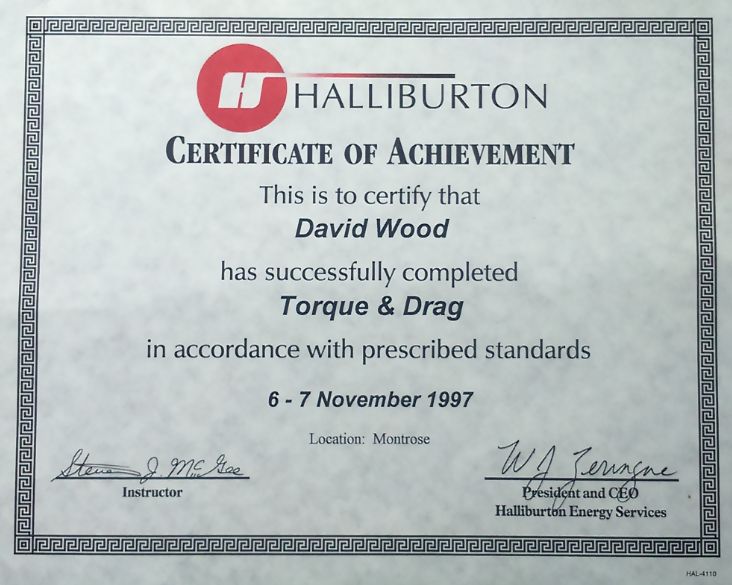 H HALLIBURTON
CERTIFICATE OF ACHIEVEMENT
This is to certify that
David Wood
has successfully completed
Torque & Drag
in accordance with prescribed standards
6 - 7 November 1997
Location: Montrose
Steve J. McGee
Instructor
W J Zeringue
President and CEO
Halliburton Energy Services
HAL-4110